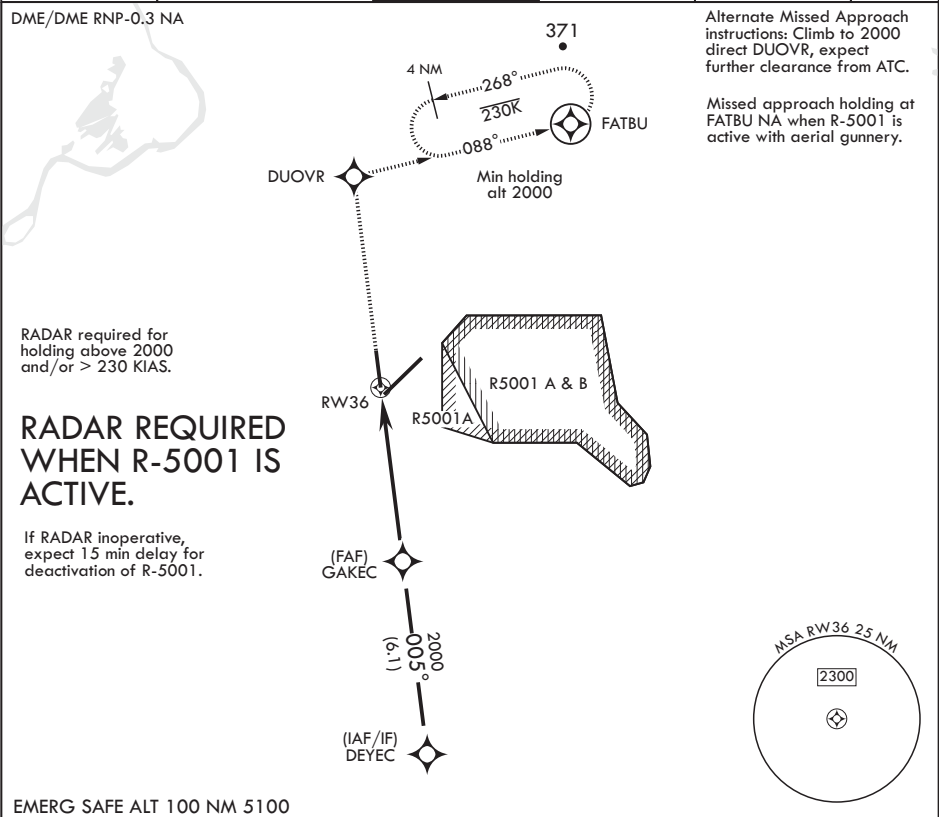 DME/DME RNP-0.3 NA
Alternate Missed Approach
instructions: Climb to 2000
direct DUOVR, expect
further clearance from ATC.
Missed approach holding at
FATBU NA when R-5001 is
active with aerial gunnery.
371
4 NM
268°
230K
FATBU
088°
DUOVR
Min holding
alt 2000
RADAR required for
holding above 2000
and/or > 230 KIAS.
R5001 A & B
RW36
R5001A
RADAR REQUIRED
WHEN R-5001 IS
ACTIVE.
If RADAR inoperative,
expect 15 min delay for
deactivation of R-5001.
(FAF)
GAKEC
2000
005°
(6.1)
(IAF/IF)
DEYEC
MSA RW36 25 NM
2300
EMERG SAFE ALT 100 NM 5100